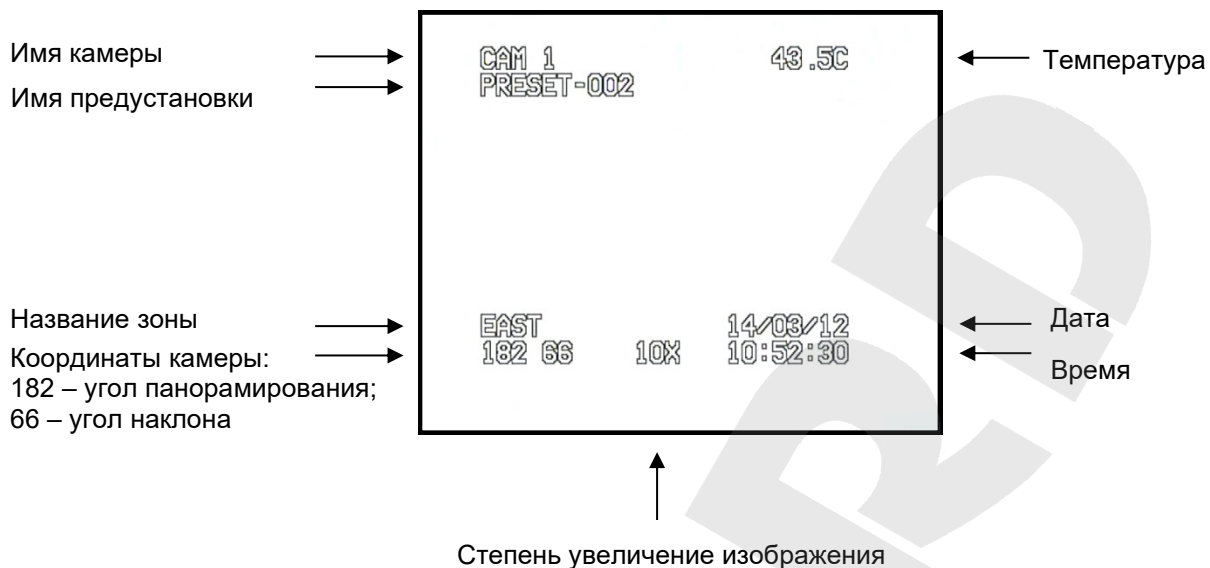 Имя камеры
CAM 1
43.5C
Температура
Имя предустановки
PRESET-002
Название зоны
EAST
14/03/12
Дата
Координаты камеры:
182 66
10X
10:52:30
Время
182 – угол панорамирования;
66 – угол наклона
Степень увеличение изображения